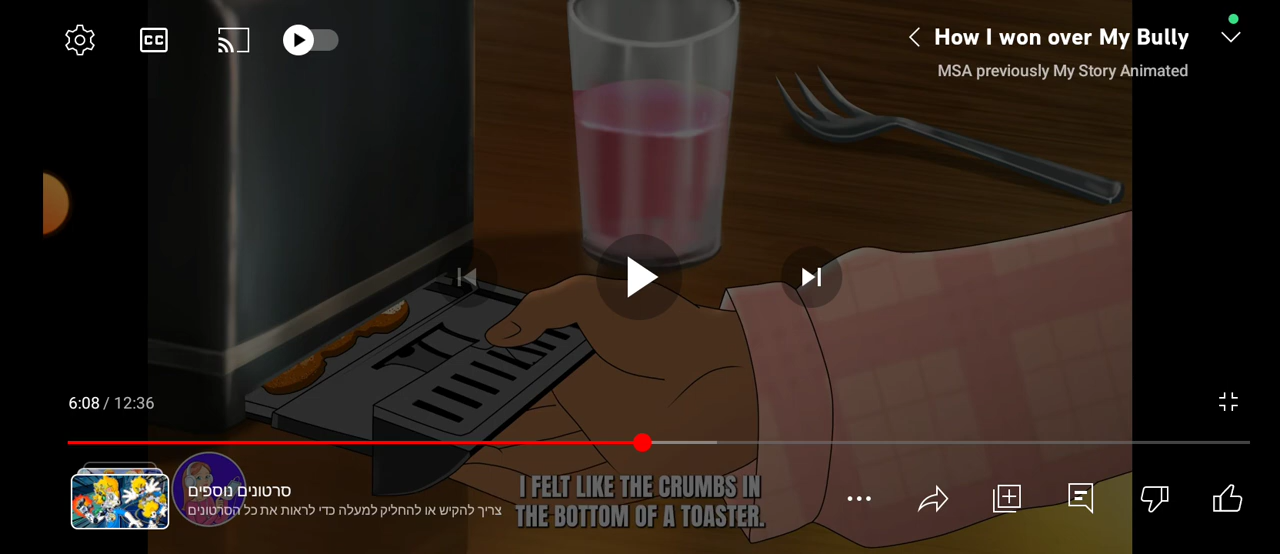 CC
How I won over My Bully
MSA previously My Story Animated
6:08 / 12:36
סרטונים נוספים
צריך להקיש או להחליק למעלה כדי לראות את כל הסרטונים
I FELT LIKE THE CRUMBS IN
THE BOTTOM OF A TOASTER.